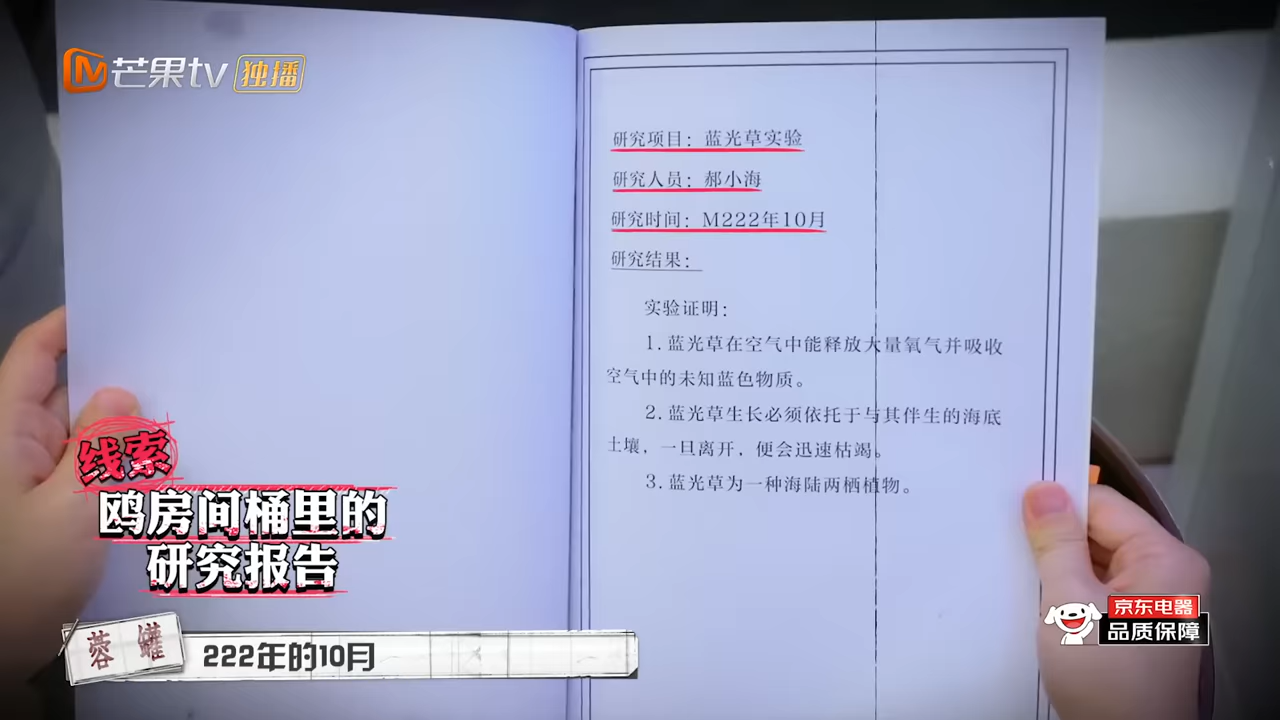 芒果tv 独播
研究项目：蓝光草实验
研究人员：郝小海
研究时间：M222年10月
研究结果：
实验证明：
1.蓝光草在空气中能释放大量氧气并吸收
空气中的未知蓝色物质。
2.蓝光草生长必须依托于与其伴生的海底
土壤，一旦离开，便会迅速枯竭。
3.蓝光草为一种海陆两栖植物。
线索
鸥房间桶里的
研究报告
蓉罐
222年的10月
京东电器
品质保障